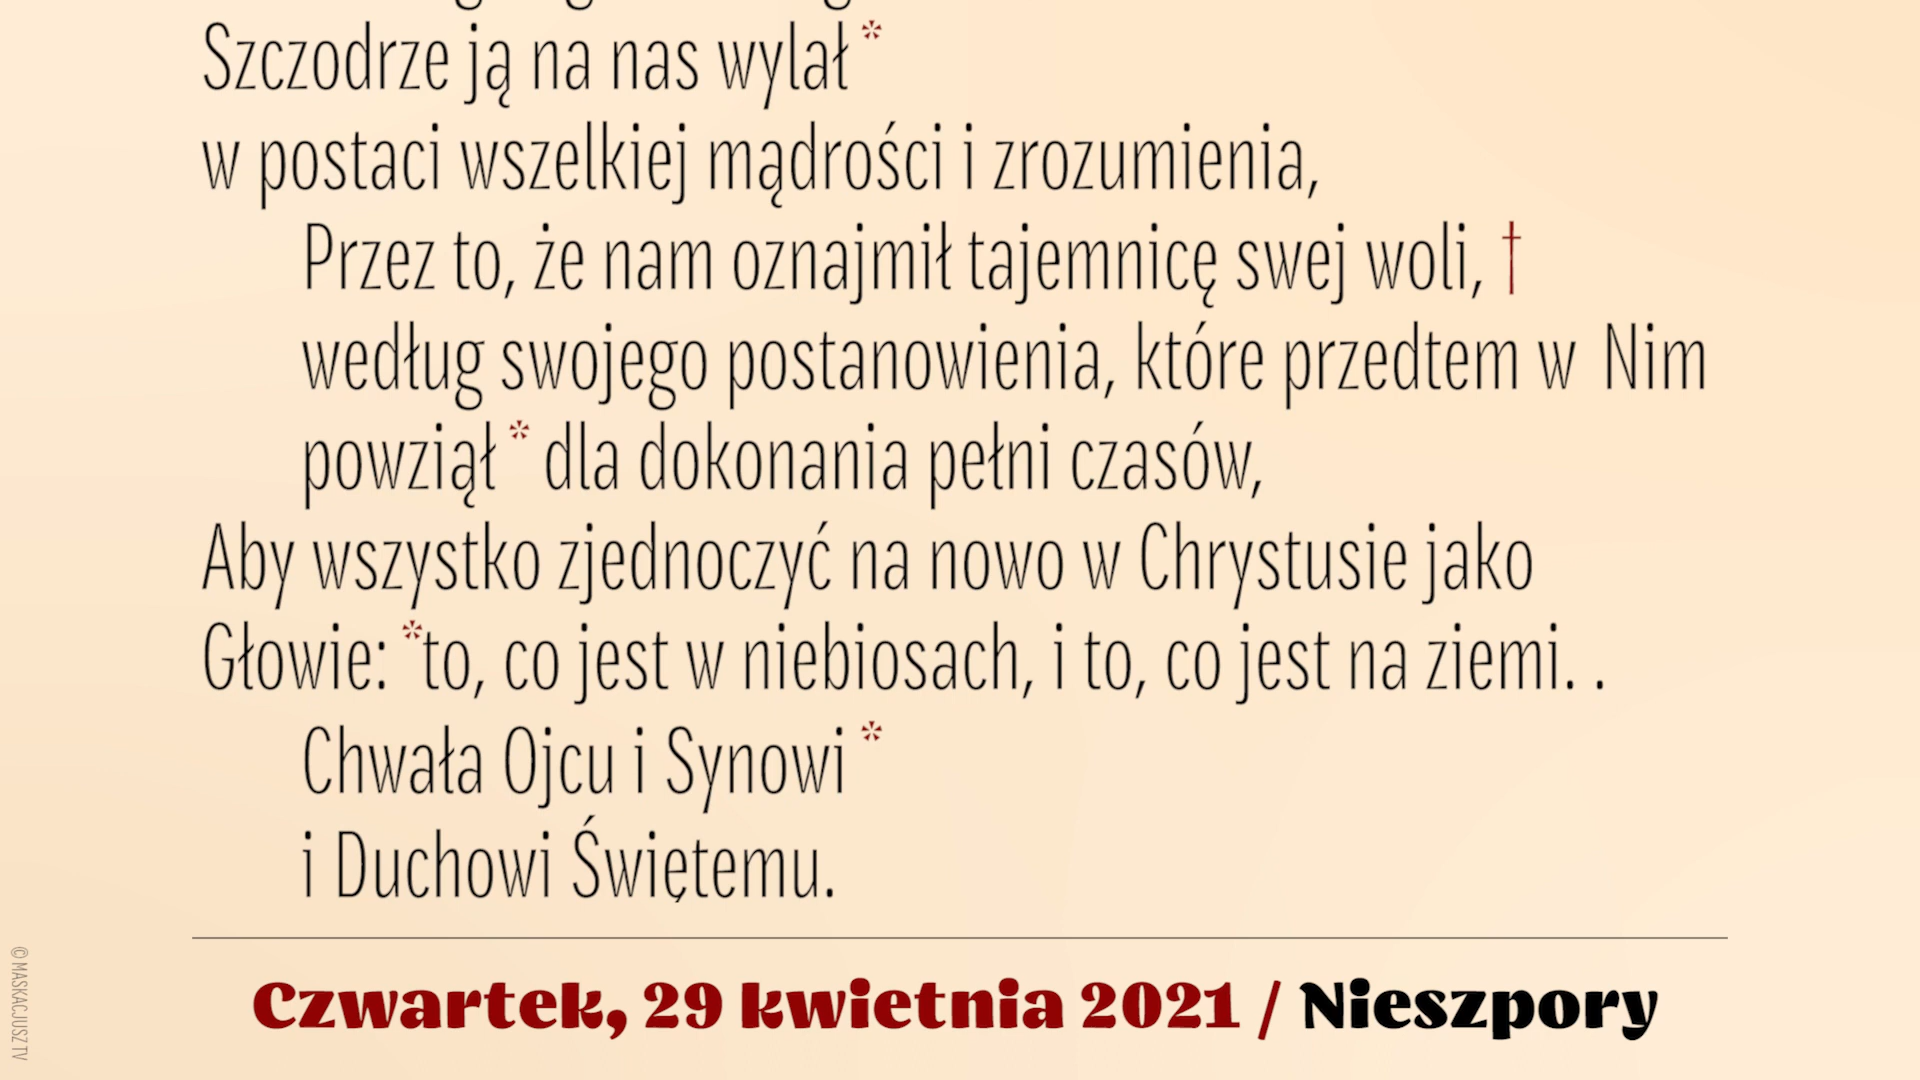 Szczodrze ją na nas wylał *
w postaci wszelkiej mądrości i zrozumienia,
Przez to, że nam oznajmił tajemnicę swej woli, †
według swojego postanowienia, które przedtem w Nim
powziął * dla dokonania pełni czasów,
Aby wszystko zjednoczyć na nowo w Chrystusie jako
Głowie: *to, co jest w niebiosach, i to, co jest na ziemi. .
Chwała Ojcu i Synowi *
i Duchowi Świętemu.
Czwartek, 29 kwietnia 2021 / Nieszpory
© MASKACJUSZ TV